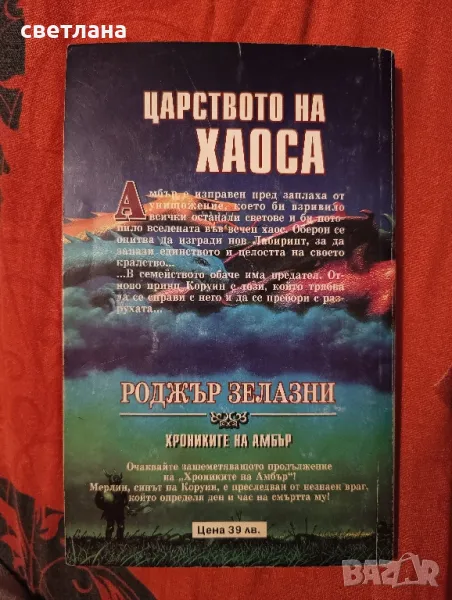 светлана
ЦАРСТВОТО НА
ХАОСА
Амбър е изправен пред заплаха от
унищожение, което би взривило
всички останали светове и би пото-
пило вселената във вечен хаос. Оберон се
опитва да изгради нов Лабиринт, за да
запази единството и целостта на своето
кралство...
...В семейството обаче има предател. От-
ново принц Коруин е този, който трябва
да се справи с него и да се пребори с раз-
рухата...
РОДЖЪР ЗЕЛАЗНИ
ХРОНИКИТЕ НА АМБЪР
Очаквайте зашеметяващото продължение
на „Хрониките на Амбър"!
Мерлин, синът на Коруин, е преследван от незнаен враг,
който определя ден и час на смъртта му!
Цена 39 лв.
BAZAR